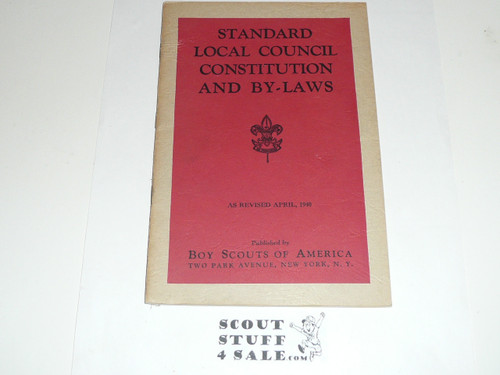 STANDARD
LOCAL COUNCIL
CONSTITUTION
AND BY-LAWS
AS REVISED APRIL,
Published by
BOY SCOUTS OF AMERICA
TWO PARK AVENUE, NEW YORK, N. Y.
SCOUT
STUFF
4 SALE.COM